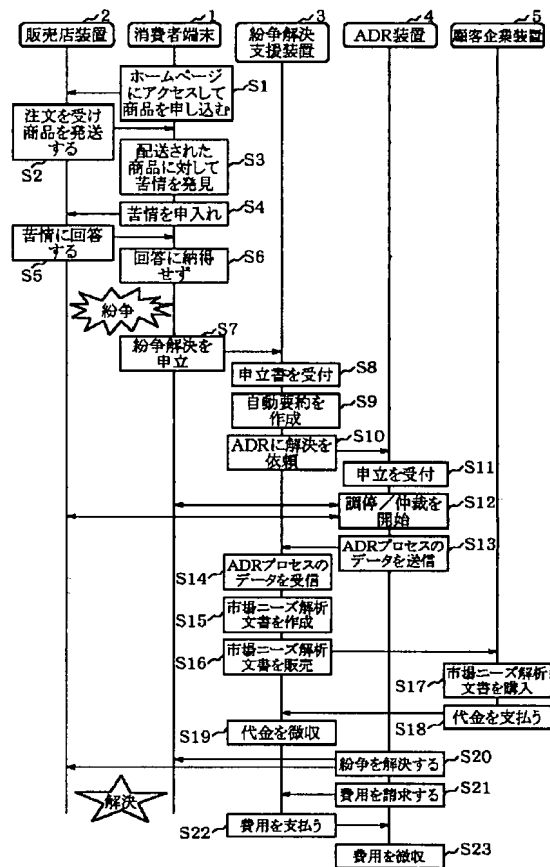 2
1
3
4
5
販売店装置
消費者端末
紛争解決
支援装置
ADR装置
顧客企業装置
ホームページ
にアクセスして
商品を申し込む
S1
注文を受け
商品を発送
する
S2
配送された
商品に対して
苦情を発見
S3
苦情を申入れ
S4
苦情に回答
する
S5
回答に納得
せず
S6
紛争
紛争解決を
申立
S7
申立書を受付
S8
自動要約を
作成
S9
ADRに解決を
依頼
S10
申立を受付
S11
調停/仲裁を
開始
S12
ADRプロセスの
データを送信
S13
S14
ADRプロセスの
データを受信
S15
市場ニーズ解析
文書を作成
S16
市場ニーズ解析
文書を販売
S17
市場ニーズ解析
文書を購入
代金を支払う
S18
S19
代金を徴収
紛争を解決する
S20
解決
費用を請求する
S21
S22
費用を支払う
費用を徴収
S23